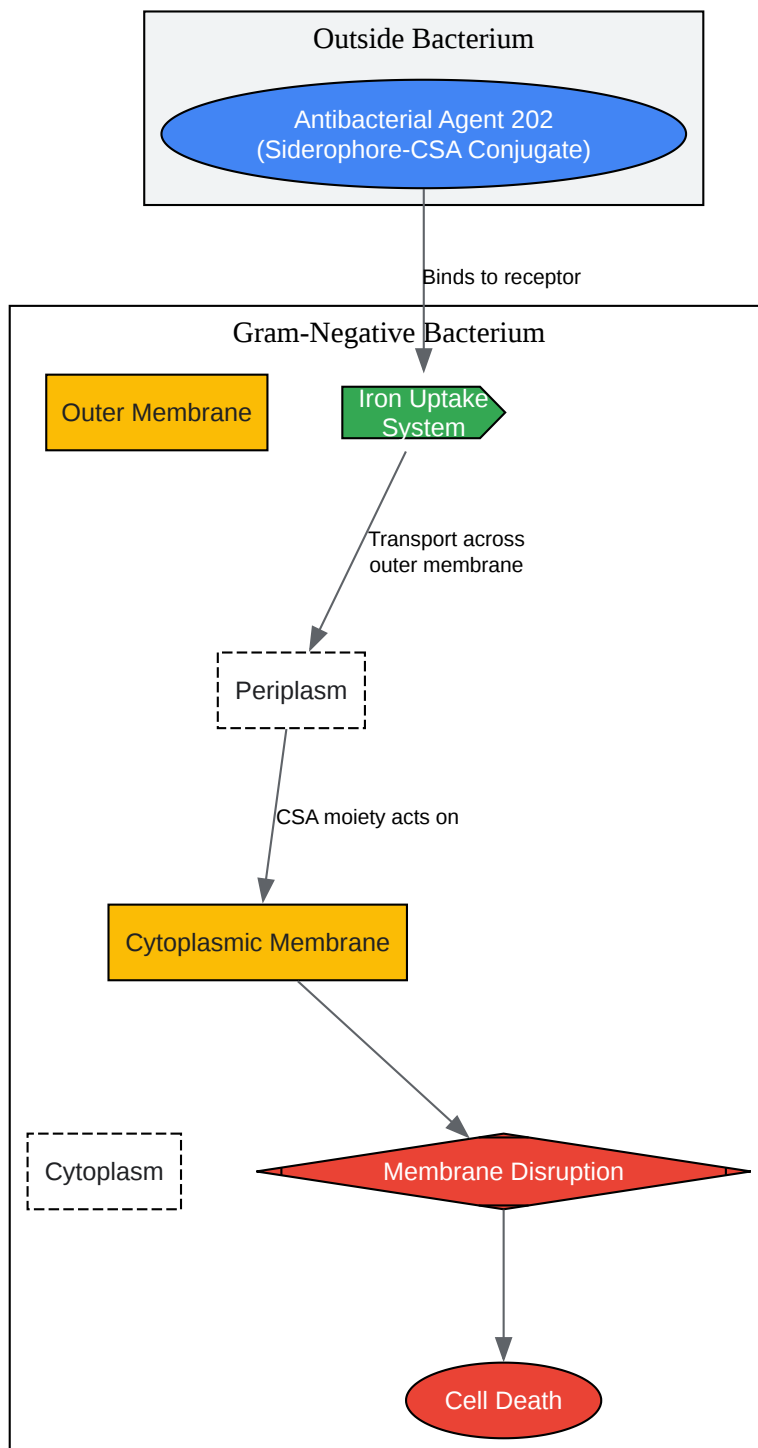 Outside Bacterium
Antibacterial Agent 202
(Siderophore-CSA Conjugate)
Binds to receptor
Gram-Negative Bacterium
Outer Membrane
Iron Uptake
System
Transport across
outer membrane
Periplasm
CSA moiety acts on
Cytoplasmic Membrane
Cytoplasm
Membrane Disruption
Cell Death